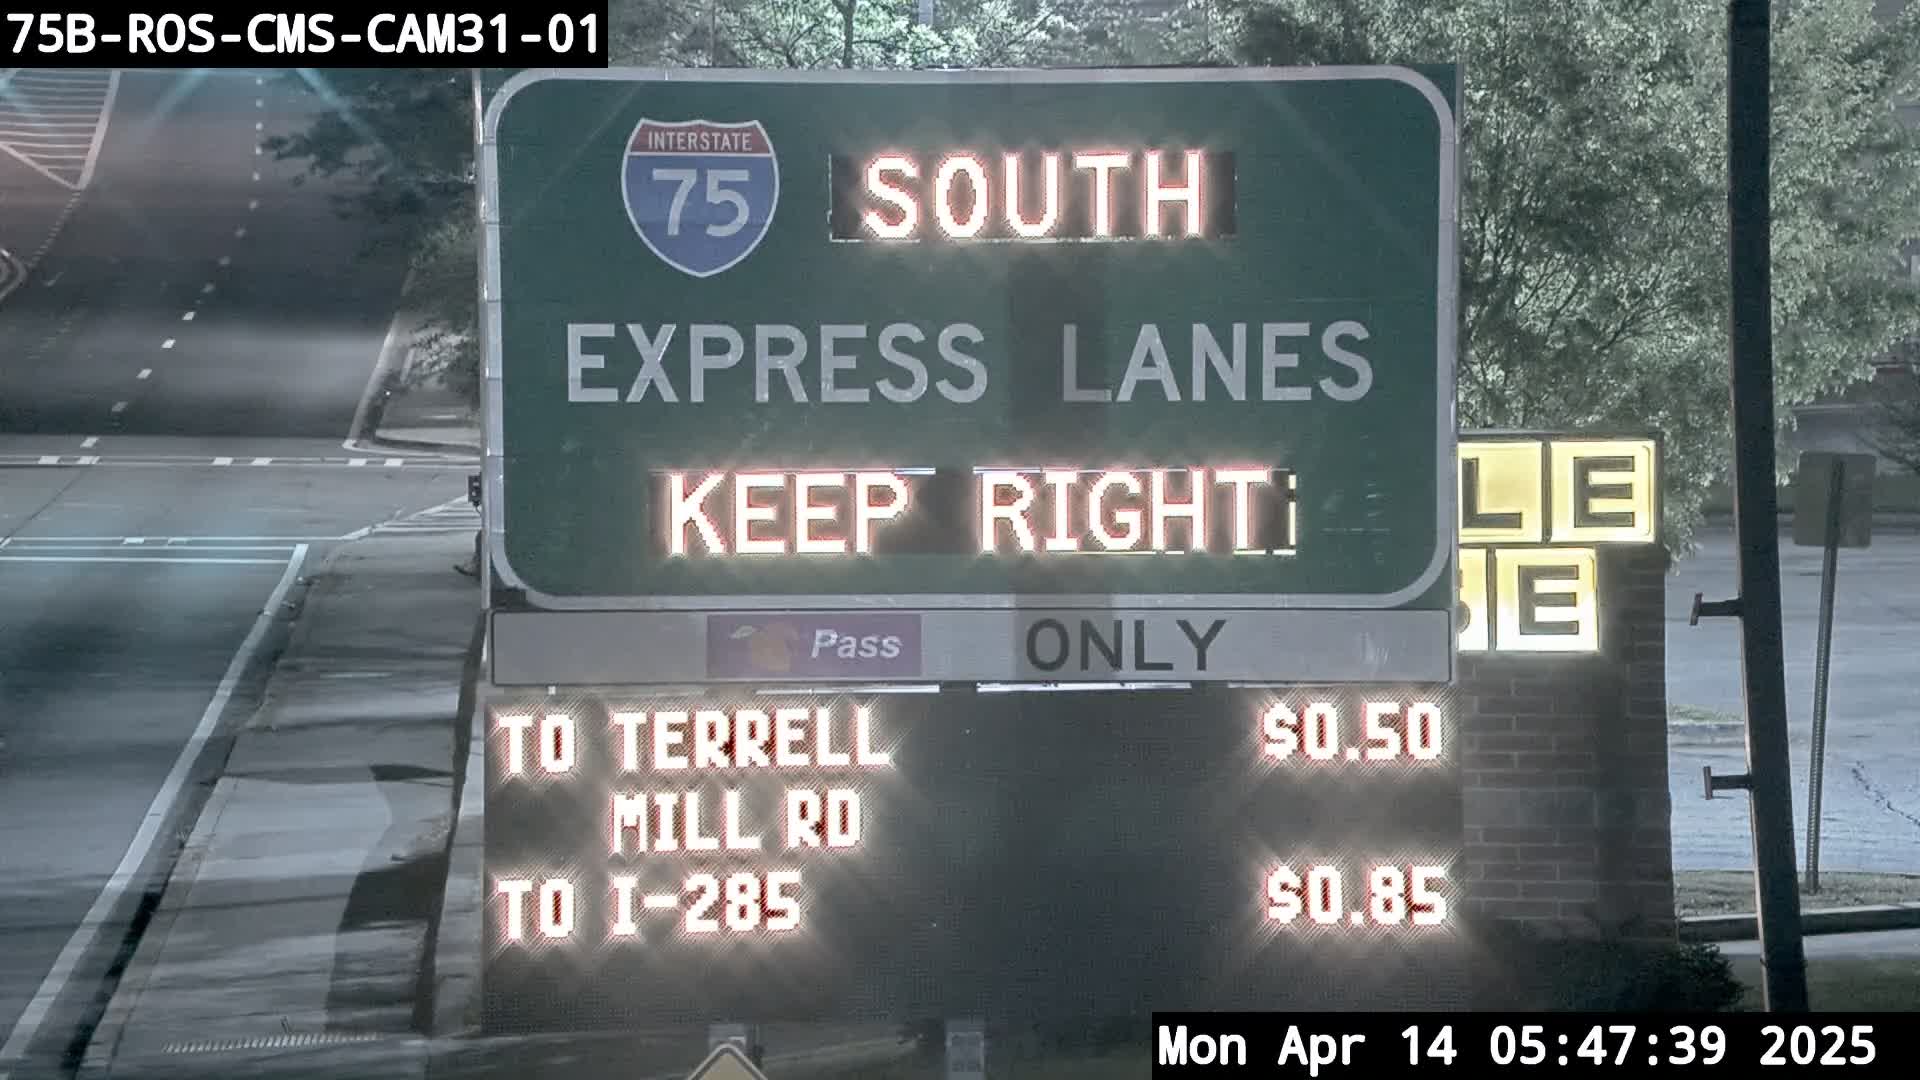 75B-ROS-CMS-CAM31-01
INTERSTATE
75
SOUTH
EXPRESS LANES
KEEP RIGHT
Pass ONLY
TO TERRELL $0.50
MILL RD
TO I-285 $0.85
LE
E
Mon Apr 14 05:47:39 2025